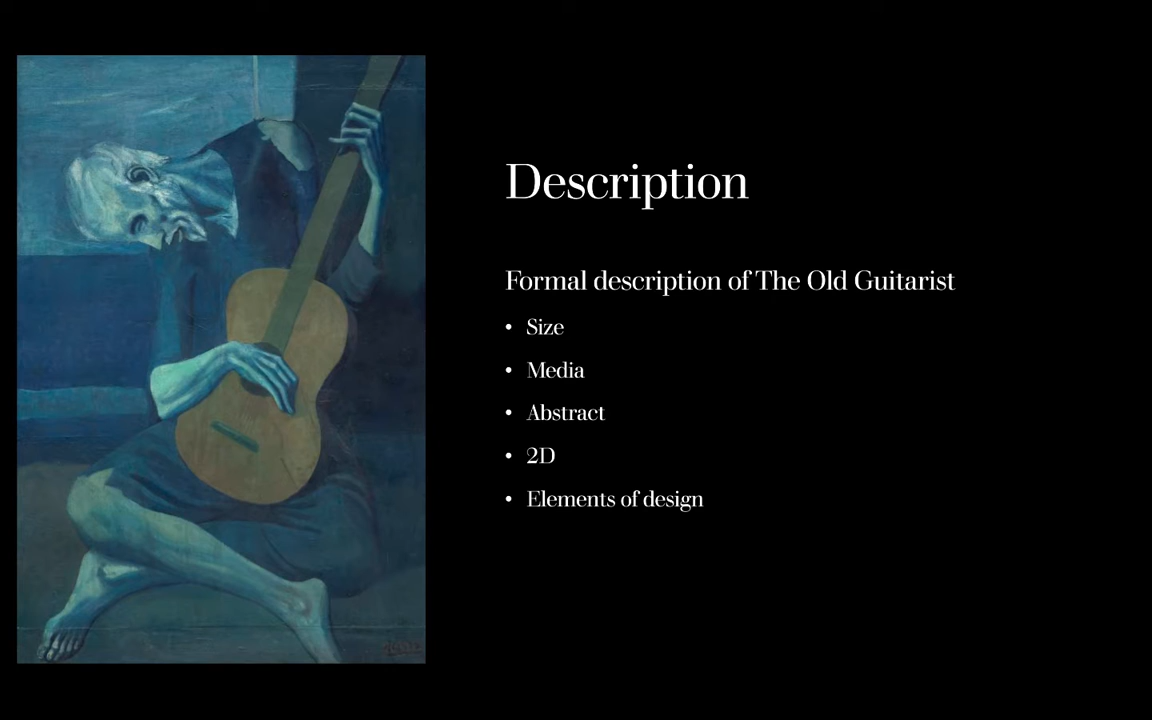 Description
Formal description of The Old Guitarist
• Size
• Media
• Abstract
• 2D
• Elements of design